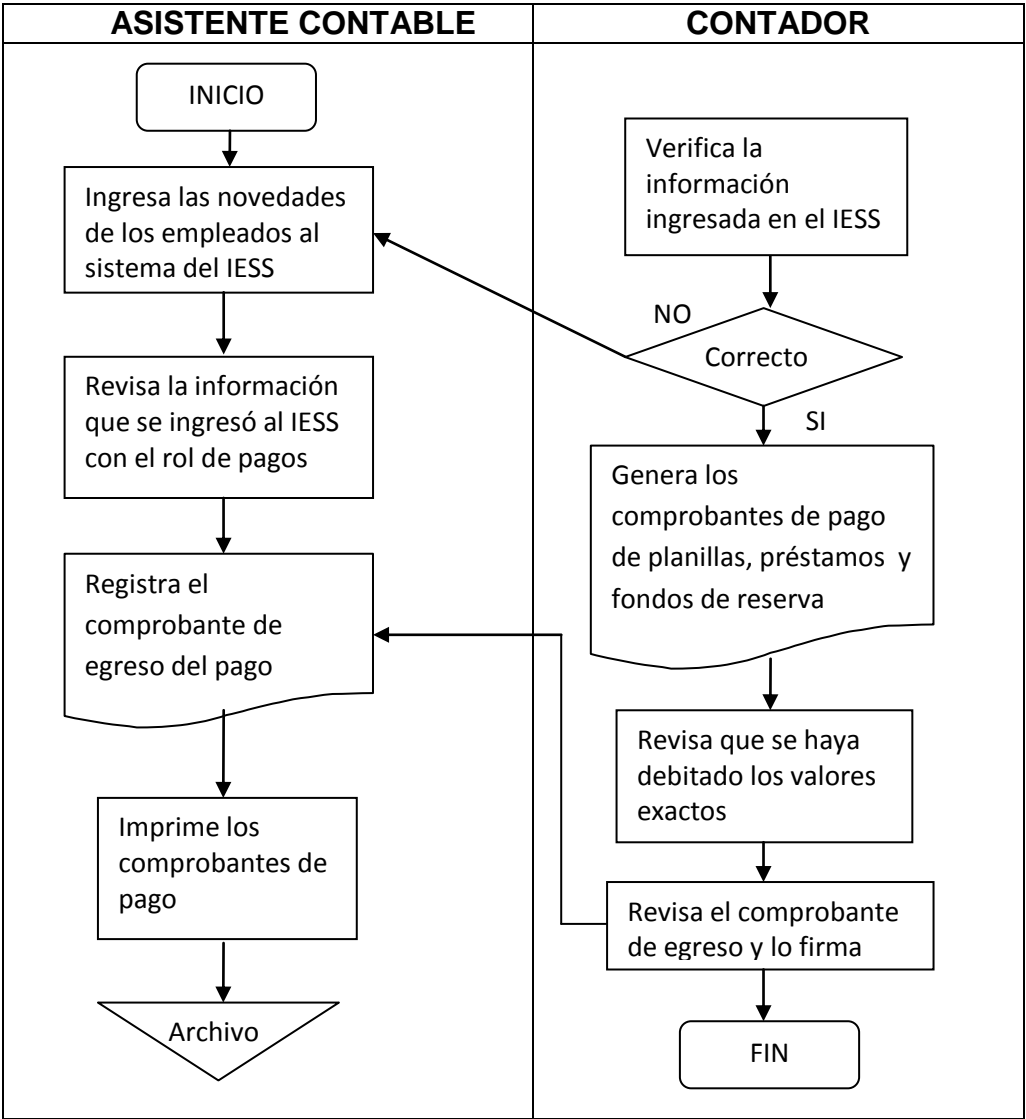 ASISTENTE CONTABLE
CONTADOR
INICIO
Ingresa las novedades
de los empleados al
sistema del IESS
Revisa la información
que se ingresó al IESS
con el rol de pagos
Registra el
comprobante de
egreso del pago
Imprime los
comprobantes de
pago
Archivo
Verifica la
información
ingresada en el IESS
NO
Correcto
SI
Genera los
comprobantes de pago
de planillas, préstamos y
fondos de reserva
Revisa que se haya
debitado los valores
exactos
Revisa el comprobante
de egreso y lo firma
FIN